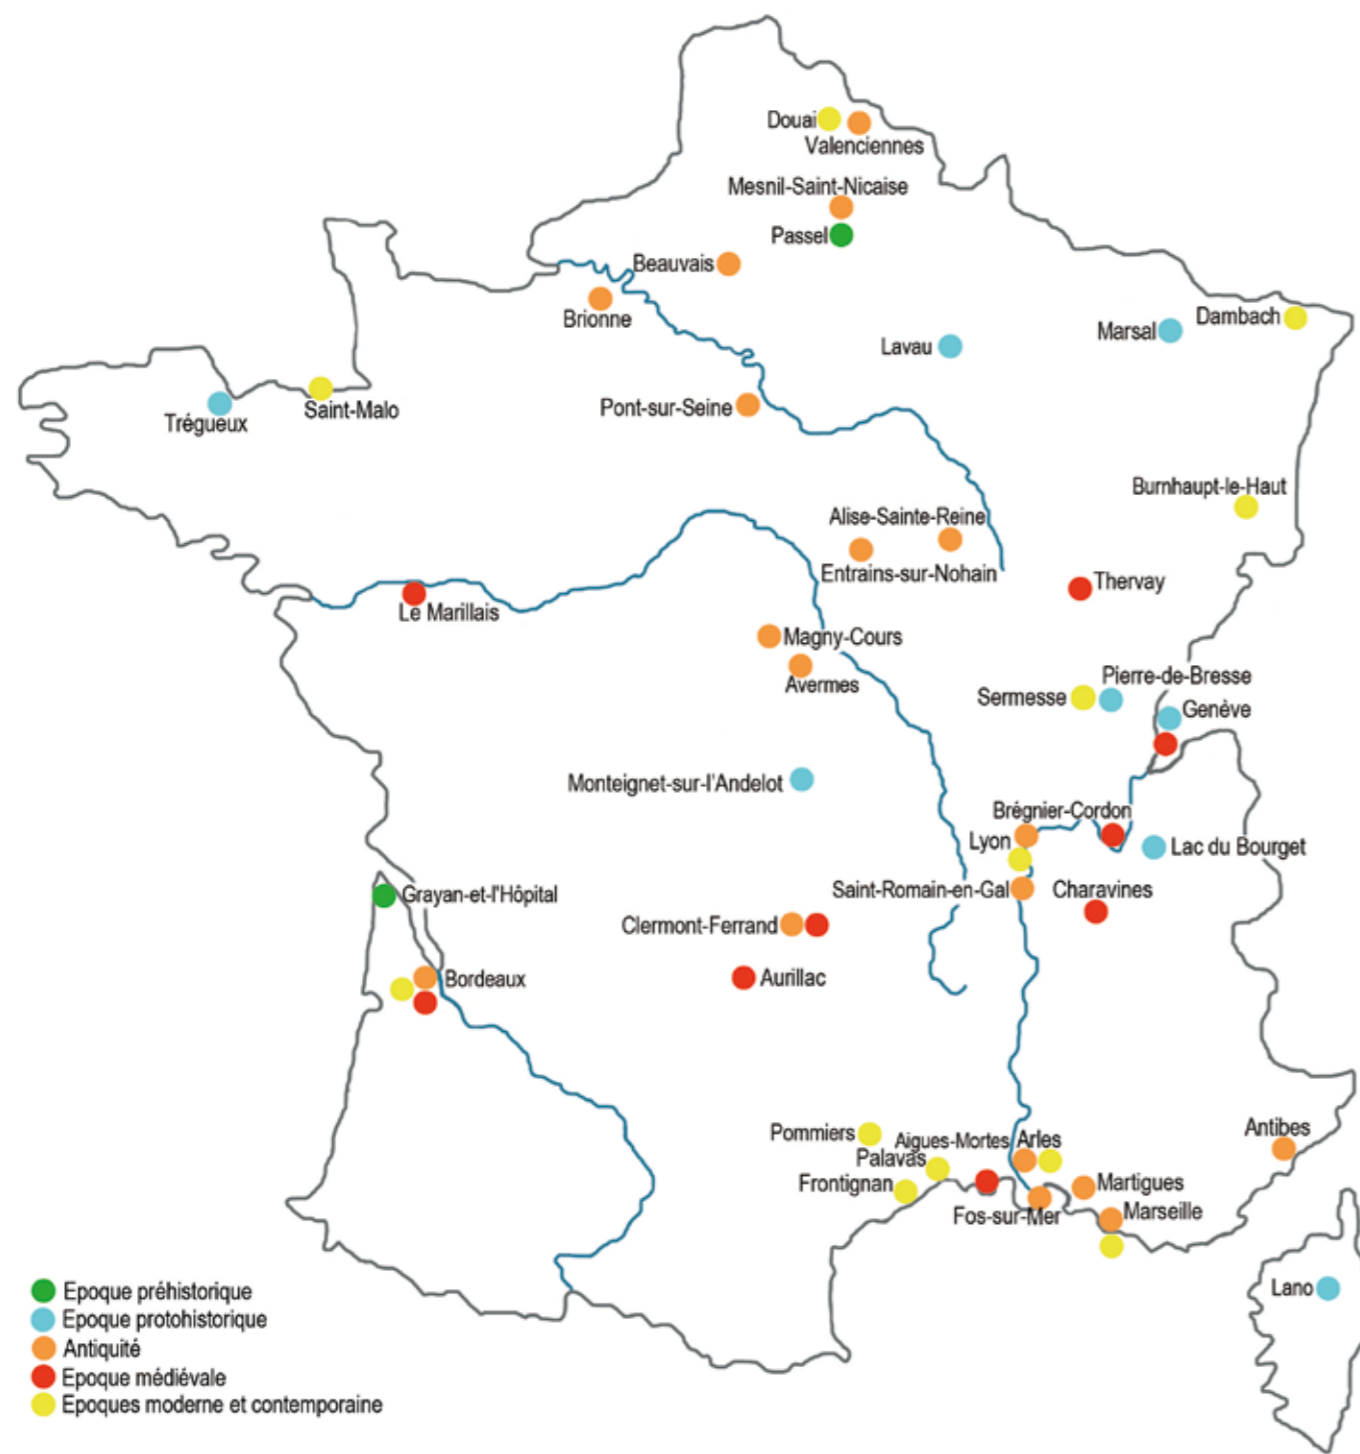 Douai
Valenciennes
Mesnil-Saint-Nicaise
Passel
Beauvais
Brionne
Dambach
Marsal
Lavau
Pont-sur-Seine
Saint-Malo
Trégueux
Burnhaupt-le-Haut
Alise-Sainte-Reine
Entrains-sur-Nohain
Thervay
Le Marillais
Magny-Cours
Avermes
Pierre-de-Bresse
Sermesse
Genève
Monteignet-sur-l'Andelot
Brégnier-Cordon
Lyon
Lac du Bourget
Saint-Romain-en-Gal
Charavines
Grayan-et-l'Hôpital
Clermont-Ferrand
Bordeaux
Aurillac
Pommiers
Aigues-Mortes
Arles
Antibes
Palavas
Frontignan
Martigues
Fos-sur-Mer
Marseille
Lano
Epoque préhistorique
Epoque protohistorique
Antiquité
Epoque médiévale
Epoques moderne et contemporaine